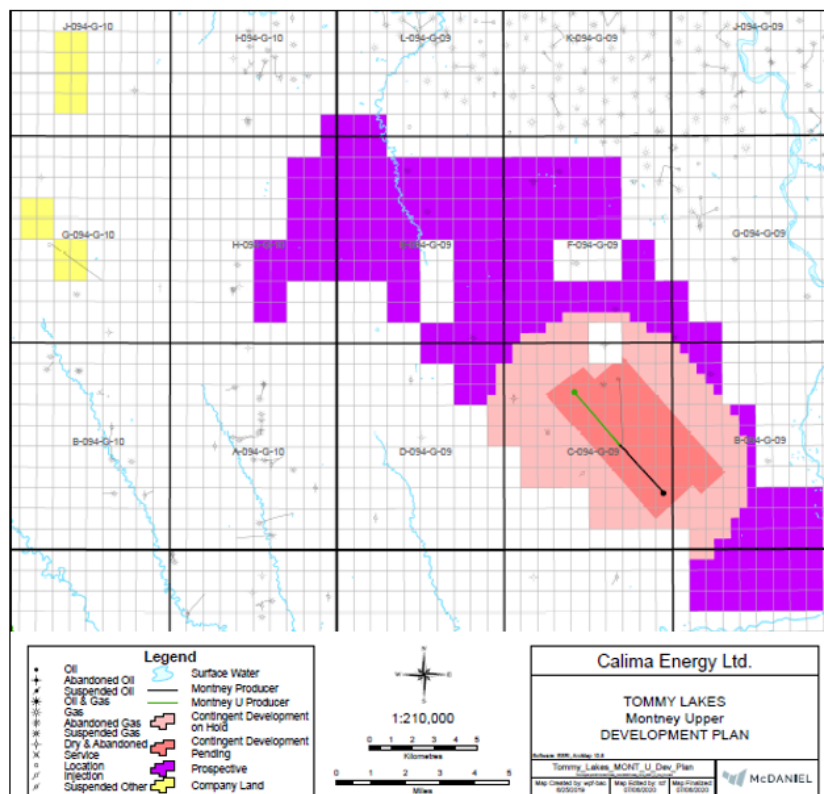 J-094-G-10
I-094-G-10
L-094-G-09
K-094-G-09
J-094-G-09
G-094-G-10
F-094-G-09
G-094-G-09
B-094-G-10
A-094-G-10
D-094-G-09
C-094-G-09
B-094-G-09
Legend
Oil
Abandoned Oil
Suspended Oil
Oil & Gas
Gas
Abandoned Gas
Suspended Gas
Dry & Abandoned
Service
Location
Injection
Suspended Other
Surface Water
Montney Producer
Montney U Producer
Contingent Development
on Hold
Contingent Development
Pending
Prospective
Company Land
N
W
E
S
1:210,000
0 1 2 3 4 5
Kilometres
0 1 2 3 4 5
Miles
Calima Energy Ltd.
TOMMY LAKES
Montney Upper
DEVELOPMENT PLAN
Tommy_Lakes_MONT_U_Dev_Plan
McDANIEL